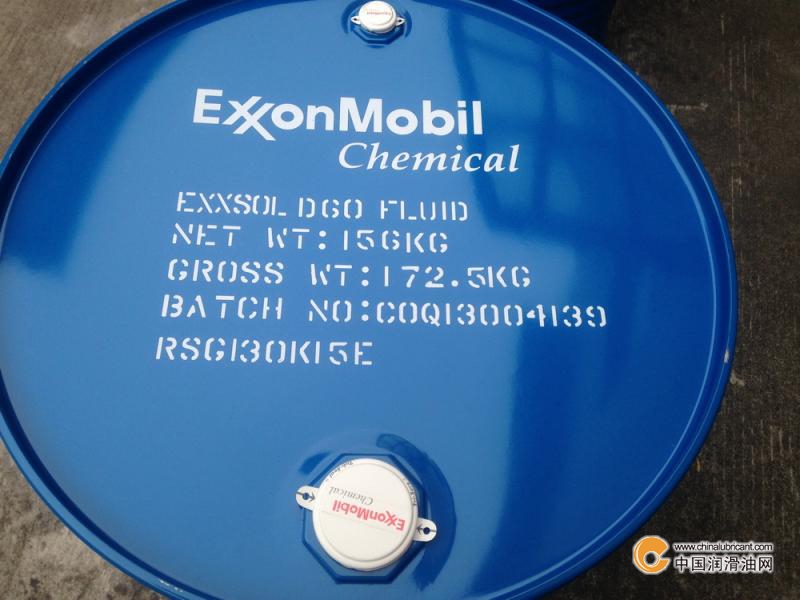 ExxonMobil
ExxonMobil
Chemical
EXXSOL D60 FLUID
NET WT:156KG
GROSS WT:172.5KG
BATCH NO:COQ13004139
RSG130K15E
ExxonMobil
Chemical
www.chinalubricant.com
中国润滑油网